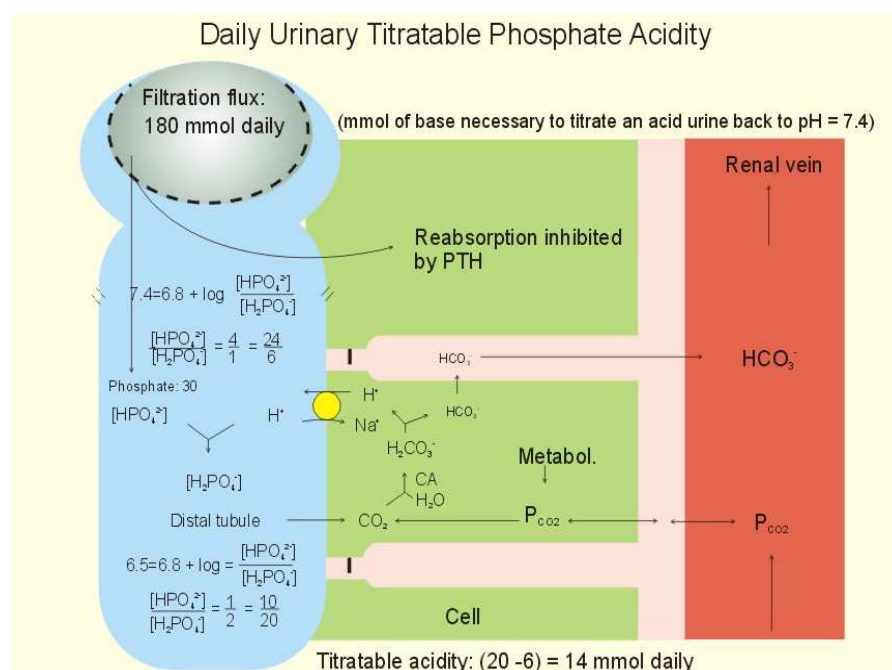 Daily Urinary Titratable Phosphate Acidity
Filtration flux:
180 mmol daily
(mmol of base necessary to titrate an acid urine back to pH = 7.4)
Renal vein
Reabsorption inhibited
by PTH
7.4=6.8 + log [HPO₄²⁻]/[H₂PO₄⁻]
[HPO₄²⁻]/[H₂PO₄⁻] = 4/1 = 24/6
HCO₃⁻
HCO₃⁻
Phosphate: 30
[HPO₄²⁻]
H⁺
H⁺
Na⁺
HCO₃⁻
H₂CO₃⁻
[H₂PO₄⁻]
Metabol.
CA
H₂O
Distal tubule
CO₂
P CO2
P CO2
6.5=6.8 + log = [HPO₄²⁻]/[H₂PO₄⁻]
[HPO₄²⁻]/[H₂PO₄⁻] = 1/2 = 10/20
Cell
Titratable acidity: (20 -6) = 14 mmol daily